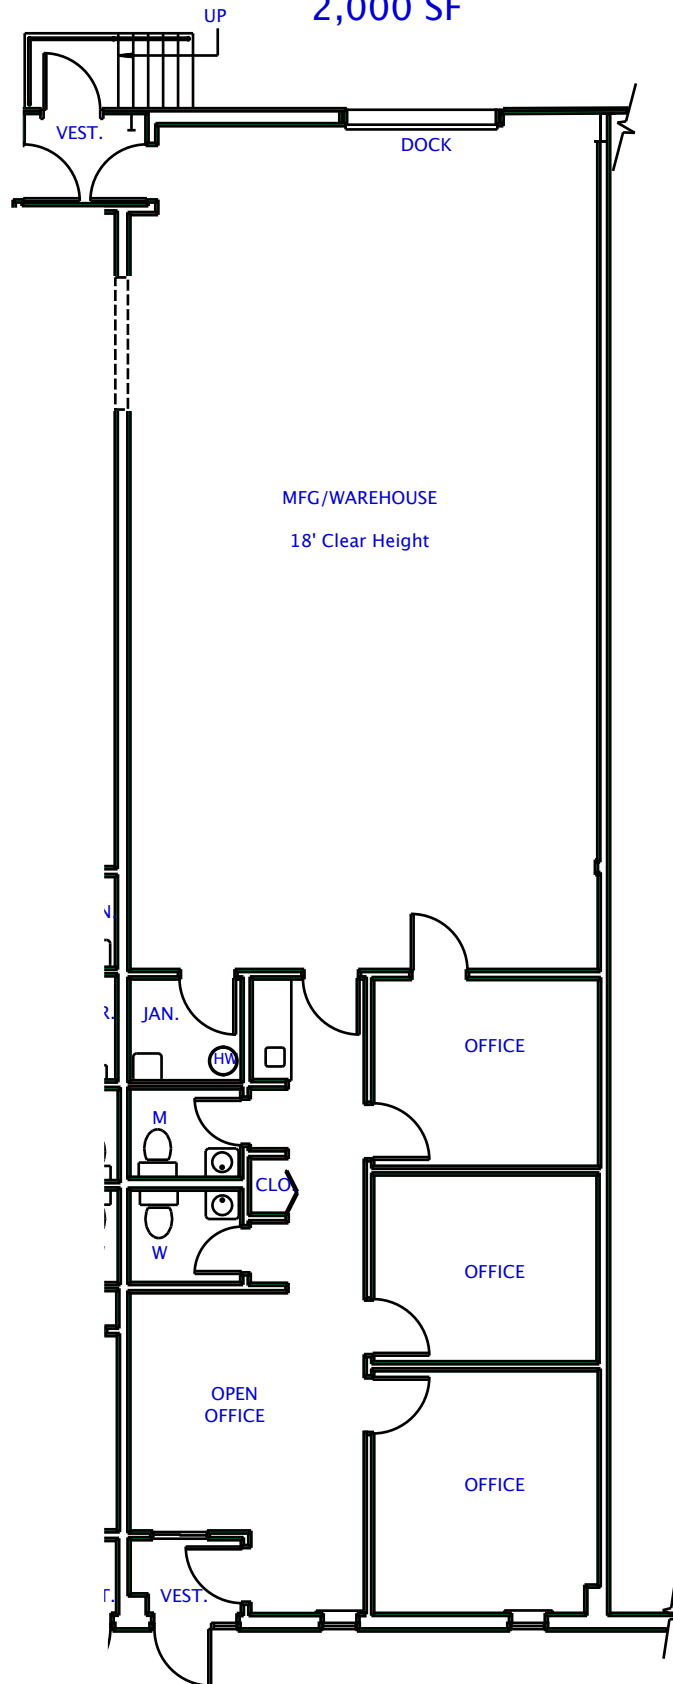 2,000 SF
UP
VEST.
DOCK
MFG/WAREHOUSE
18' Clear Height
N.
R.
JAN.
HW
OFFICE
M
CLO.
W
OFFICE
OPEN
OFFICE
OFFICE
T.
VEST.